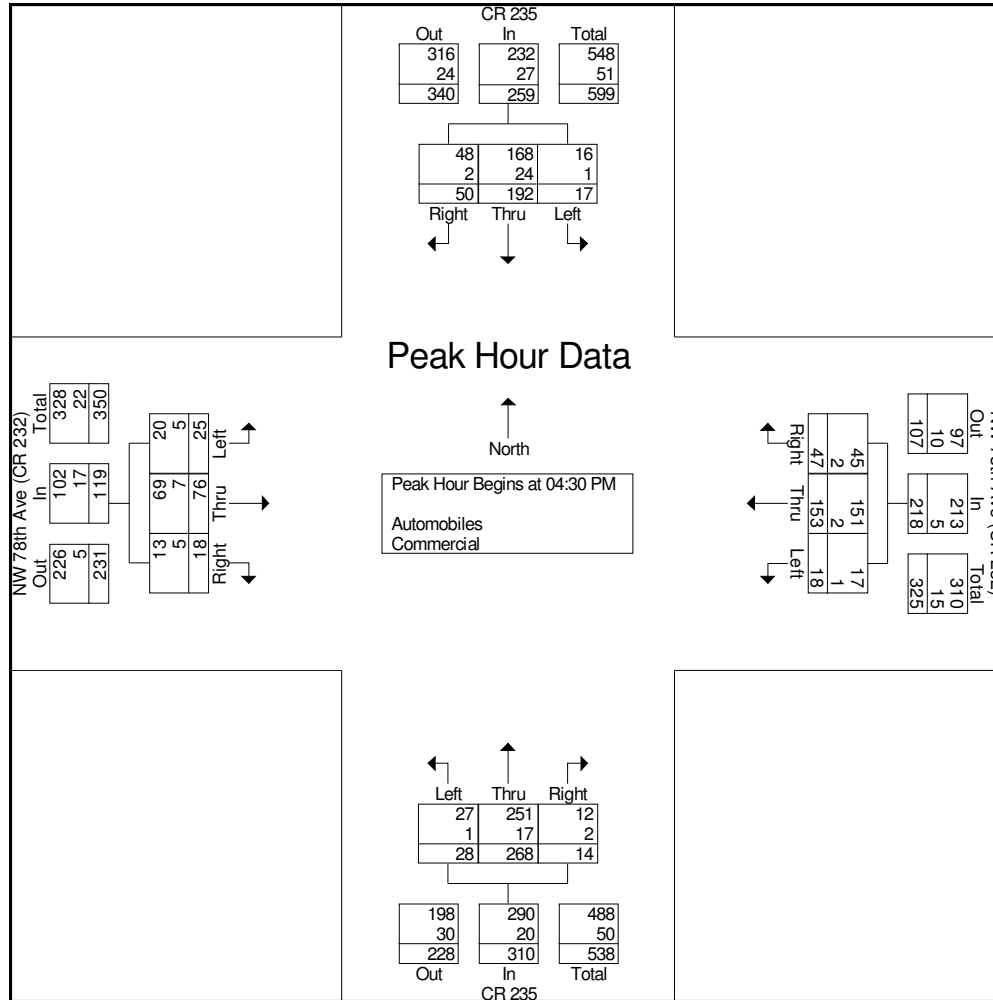 CR 235
Out In Total
316 232 548
24 27 51
340 259 599
48 168 16
2 24 1
50 192 17
Right Thru Left
Peak Hour Data
North
Peak Hour Begins at 04:30 PM
Automobiles
Commercial
NW 78th Ave (CR 232)
Total In Out
328 102 226
22 17 5
350 119 231
20 69 13
5 7 5
25 76 18
Left Thru Right
Out In Total
97 213 310
10 5 15
107 218 325
45 151 17
2 2 1
47 153 18
Right Thru Left
Left Thru Right
27 251 12
1 17 2
28 268 14
198 290 488
30 20 50
228 310 538
Out In Total
CR 235